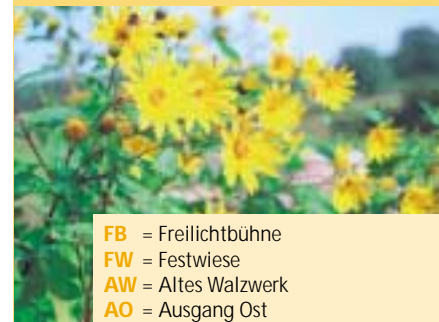 FB = Freilichtbühne
FW = Festwiese
AW = Altes Walzwerk
AO = Ausgang Ost